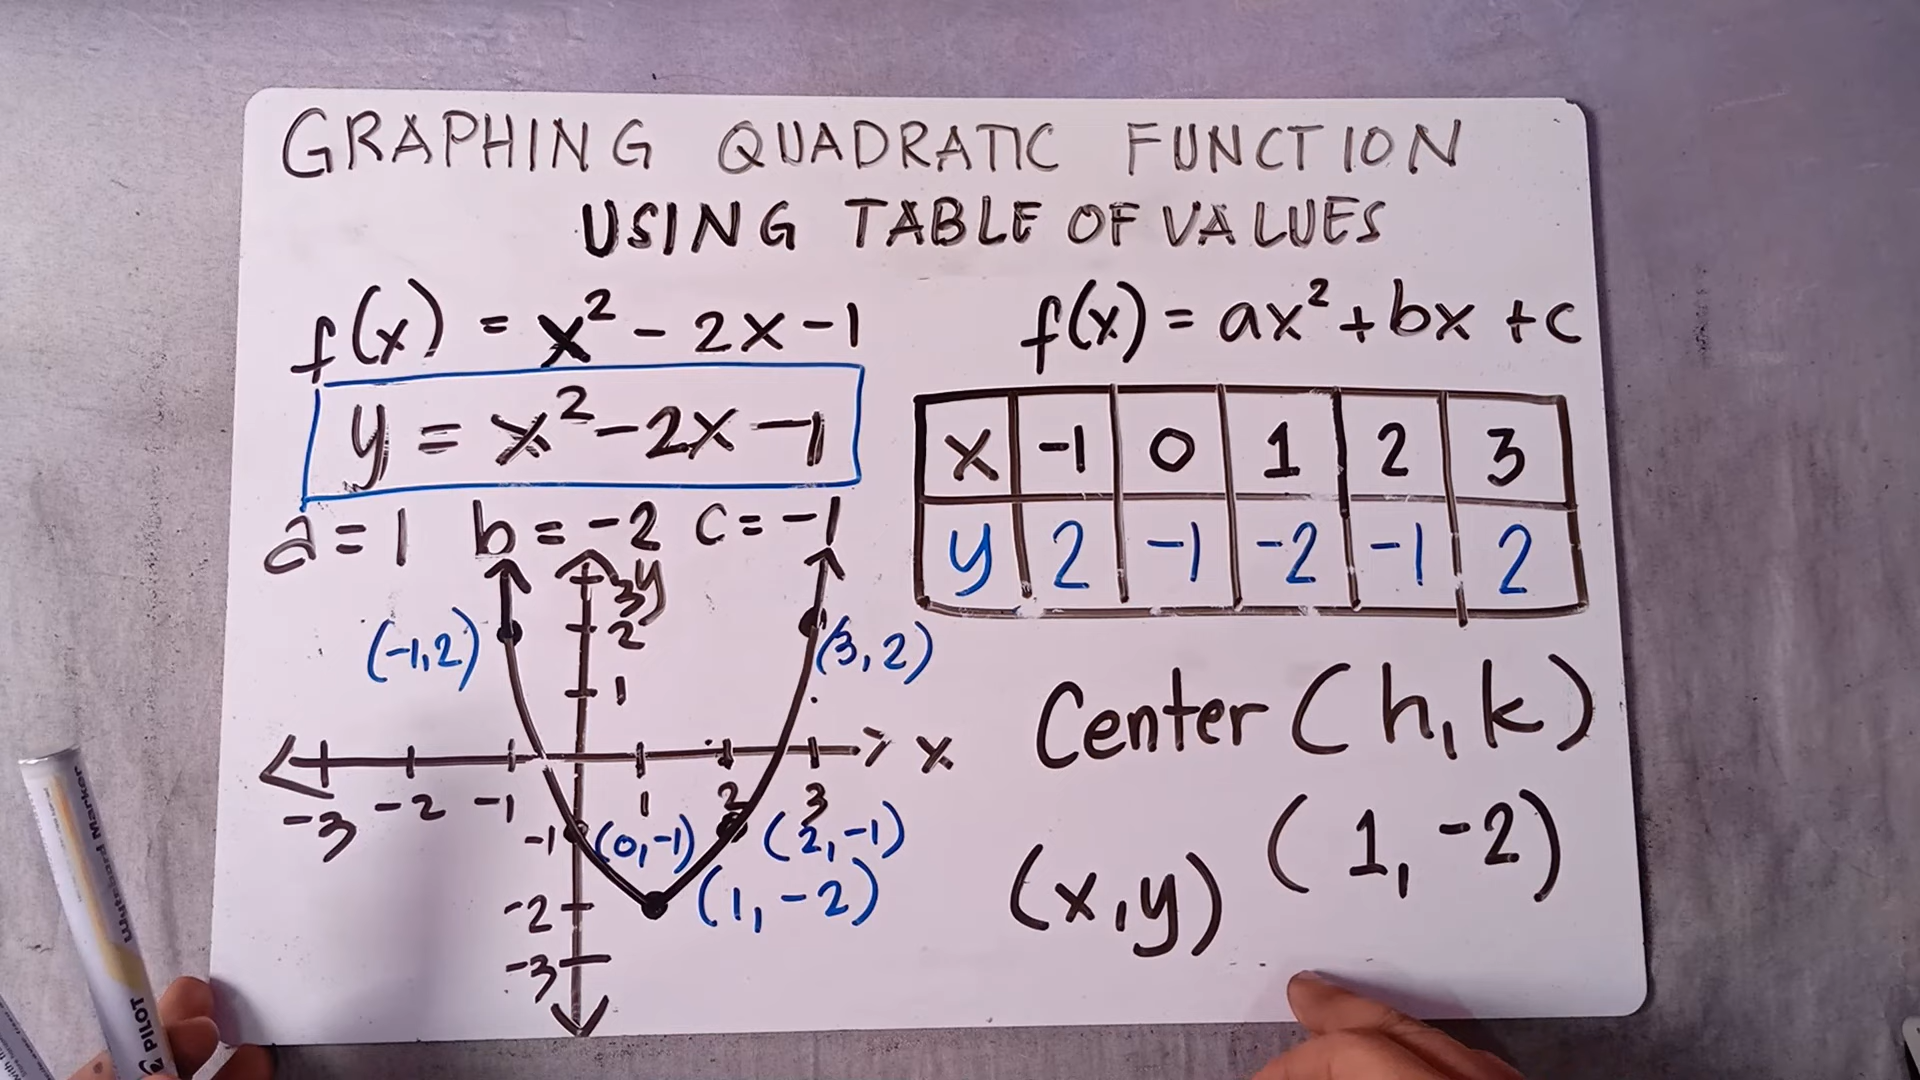 GRAPHING QUADRATIC FUNCTION
USING TABLE OF VALUES
f(x) = x² - 2x - 1
f(x) = ax² + bx + c
y = x² - 2x - 1
a = 1 b = -2 c = -1
x -1 0 1 2 3
y 2 -1 -2 -1 2
y
3
2
1
(-1,2)
(3,2)
x
-3 -2 -1 1 2 3
-1
(0,-1)
(2,-1)
-2
(1,-2)
-3
Center (h,k)
(x,y) (1,-2)
PILOT
Wyteboard Marker